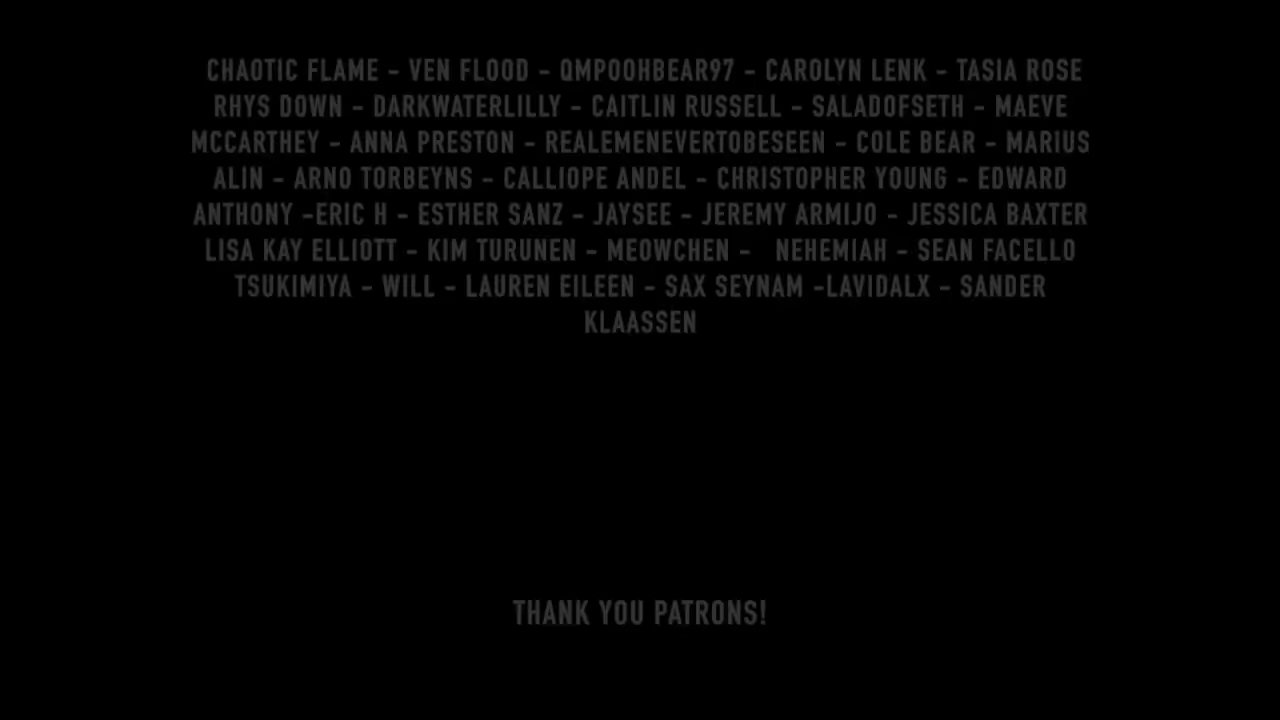 CHAOTIC FLAME - VEN FLOOD - QMPOOHBEAR97 - CAROLYN LENK - TASIA ROSE
RHYS DOWN - DARKWATERLILLY - CAITLIN RUSSELL - SALADOFSETH - MAEVE
MCCARTHEY - ANNA PRESTON - REALEMENEVERTOBESEEN - COLE BEAR - MARIUS
ALIN - ARNO TORBEYNS - CALLIOPE ANDEL - CHRISTOPHER YOUNG - EDWARD
ANTHONY -ERIC H - ESTHER SANZ - JAYSEE - JEREMY ARMIJO - JESSICA BAXTER
LISA KAY ELLIOTT - KIM TURUNEN - MEOWCHEN -   NEHEMIAH - SEAN FACELLO
TSUKIMIYA - WILL - LAUREN EILEEN - SAX SEYNAM -LAVIDALX - SANDER
KLAASSEN
THANK YOU PATRONS!